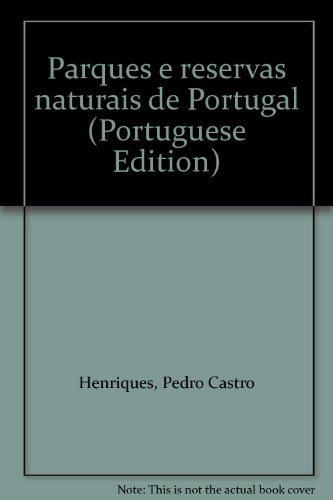 Parques e reservas
naturais de Portugal
(Portuguese
Edition)
Henriques, Pedro Castro
Note: This is not the actual book cover